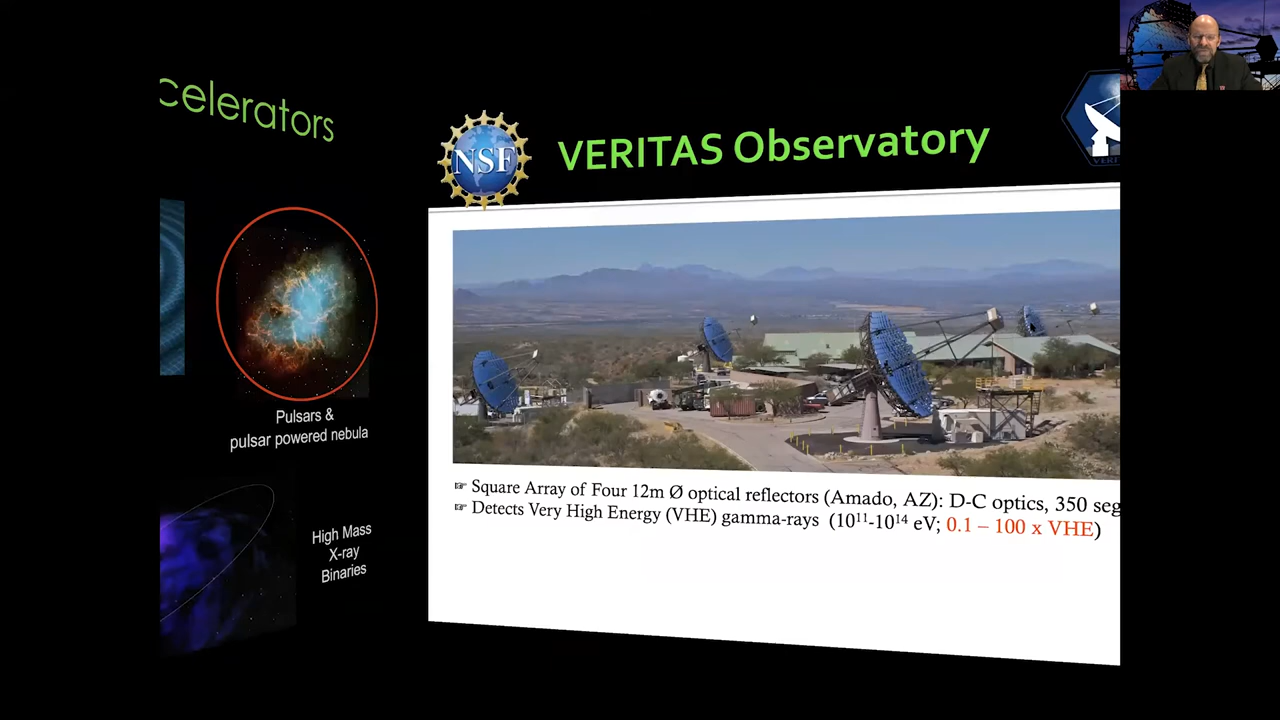 celerators
Pulsars &
pulsar powered nebula
High Mass
X-ray
Binaries
NSF
VERITAS Observatory
☞ Square Array of Four 12m Ø optical reflectors (Amado, AZ): D-C optics, 350 seg
☞ Detects Very High Energy (VHE) gamma-rays (10¹¹-10¹⁴ eV; 0.1 – 100 x VHE)
VERIT